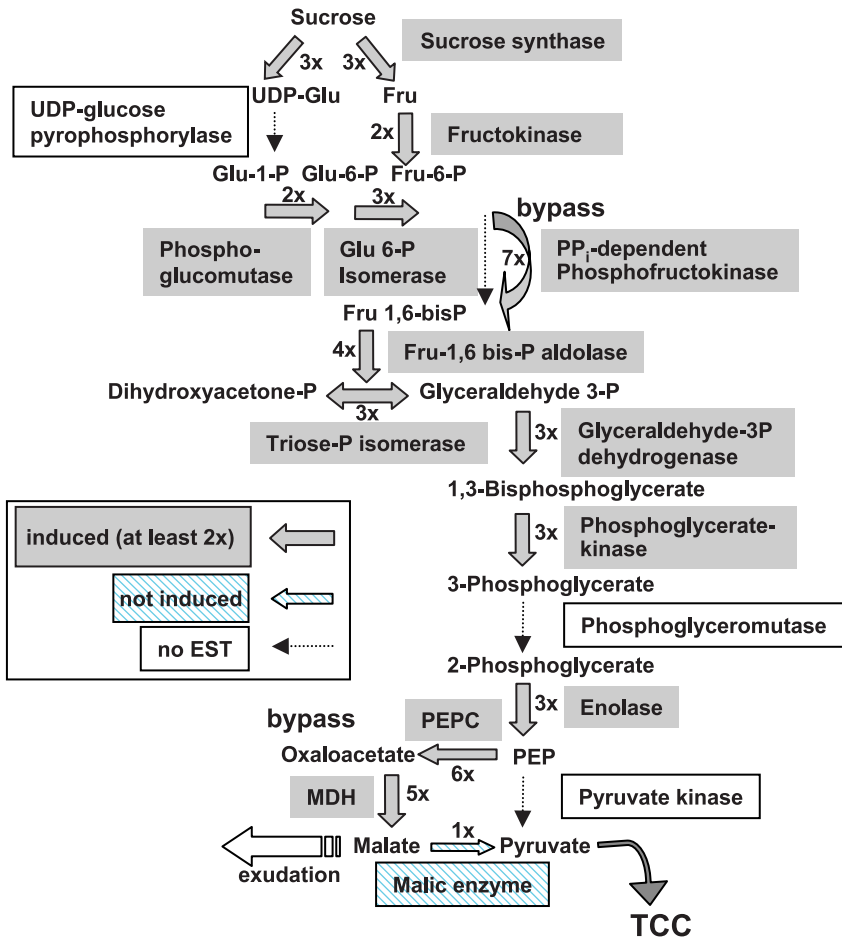 Sucrose
Sucrose synthase
3x
3x
UDP-Glu
Fru
UDP-glucose
pyrophosphorylase
2x
Fructokinase
Glu-1-P
Glu-6-P
Fru-6-P
2x
3x
bypass
Phospho-
glucomutase
Glu 6-P
Isomerase
7x
PPi-dependent
Phosphofructokinase
Fru 1,6-bisP
4x
Fru-1,6 bis-P aldolase
Dihydroxyacetone-P
Glyceraldehyde 3-P
3x
Triose-P isomerase
3x
Glyceraldehyde-3P
dehydrogenase
1,3-Bisphosphoglycerate
induced (at least 2x)
not induced
no EST
3x
Phosphoglycerate-
kinase
3-Phosphoglycerate
Phosphoglyceromutase
2-Phosphoglycerate
3x
Enolase
bypass
PEPC
Oxaloacetate
6x
PEP
MDH
5x
Pyruvate kinase
Malate
1x
Pyruvate
exudation
Malic enzyme
TCC